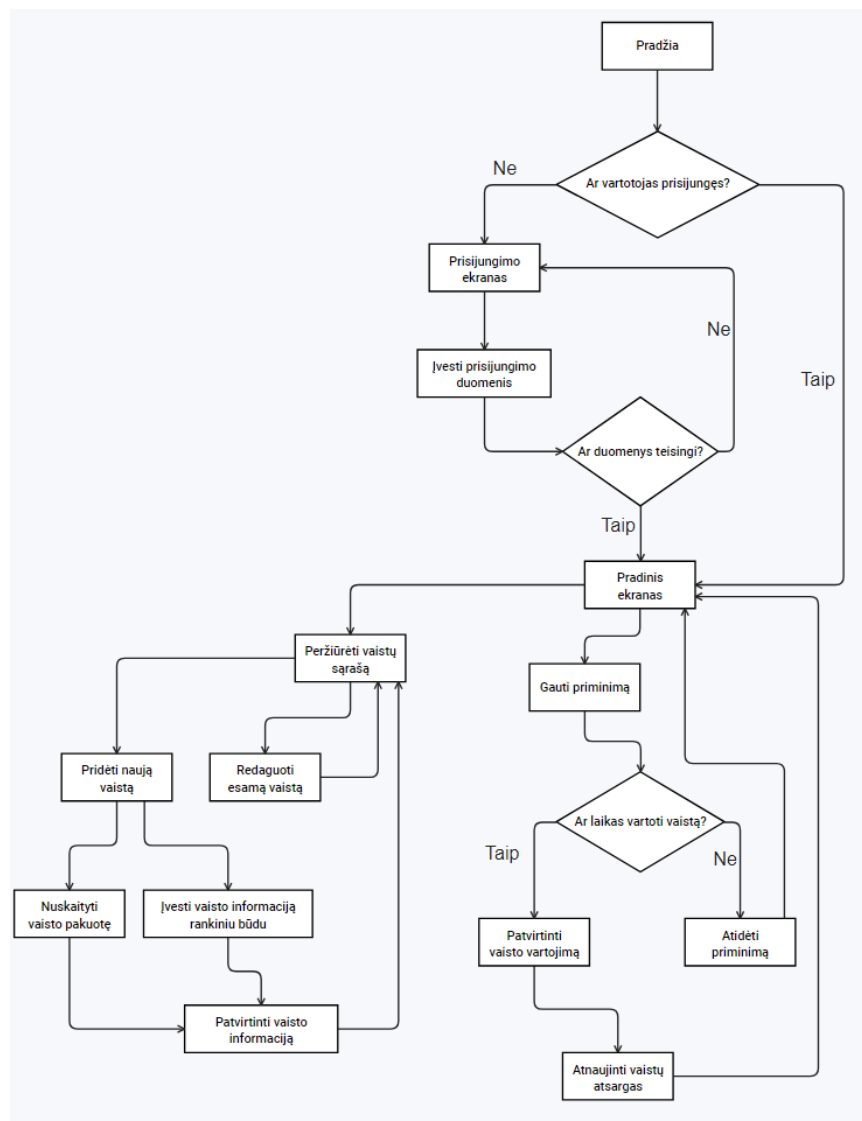 Pradžia
Ar vartotojas prisijungęs?
Ne
Taip
Prisijungimo
ekranas
Įvesti prisijungimo
duomenis
Ne
Ar duomenys teisingi?
Taip
Pradinis
ekranas
Peržiūrėti vaistų
sąrašą
Gauti priminimą
Pridėti naują
vaistą
Redaguoti
esamą vaistą
Ar laikas vartoti vaistą?
Taip
Ne
Nuskaityti
vaisto pakuotę
Įvesti vaisto informaciją
rankiniu būdu
Patvirtinti
vaisto vartojimą
Atidėti
priminimą
Patvirtinti vaisto
informaciją
Atnaujinti vaistų
atsargas